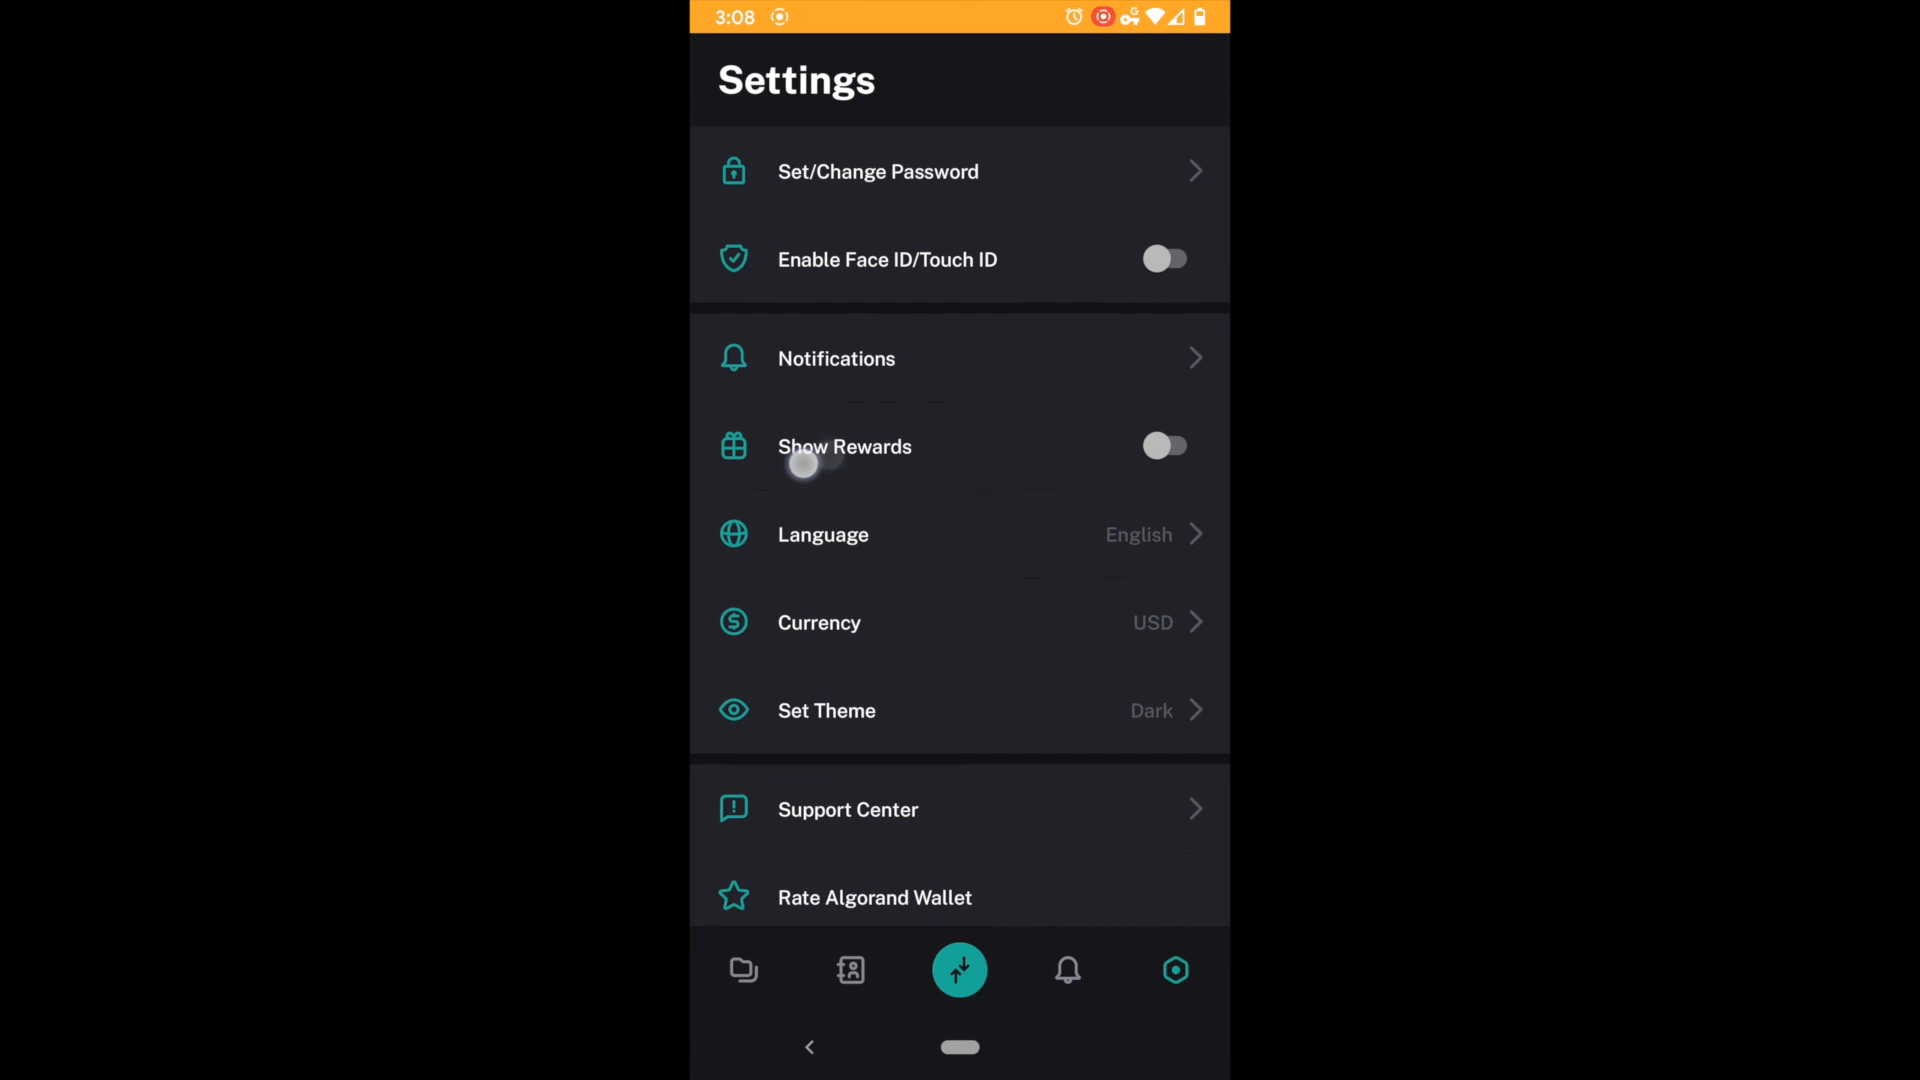 3:08
Settings
Set/Change Password
Enable Face ID/Touch ID
Notifications
Show Rewards
Language English
Currency USD
Set Theme Dark
Support Center
Rate Algorand Wallet